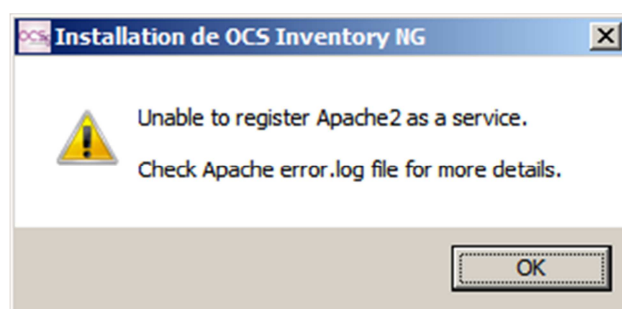 OCS Installation de OCS Inventory NG
Unable to register Apache2 as a service.
Check Apache error.log file for more details.
OK